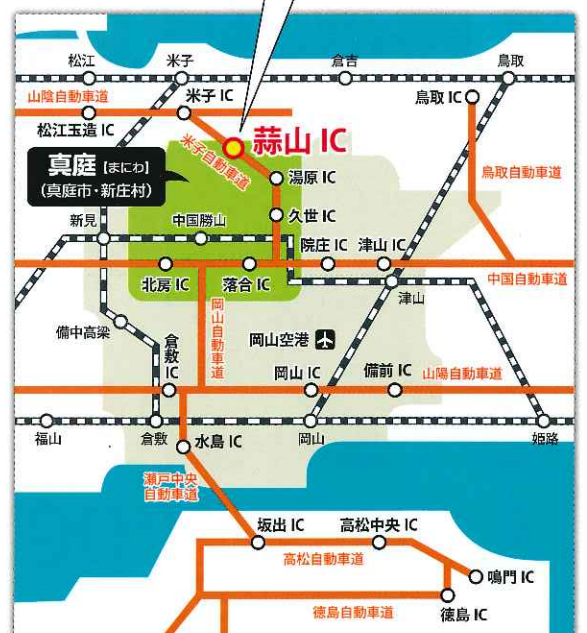 松江
米子
倉吉
鳥取
山陰自動車道
米子 IC
鳥取 IC
松江玉造 IC
蒜山 IC
米子自動車道
真庭【まにわ】
(真庭市・新庄村)
湯原 IC
鳥取自動車道
新見
中国勝山
久世 IC
院庄 IC
津山 IC
北房 IC
落合 IC
中国自動車道
津山
岡山自動車道
備中高梁
倉敷 IC
岡山空港
岡山 IC
備前 IC
山陽自動車道
福山
倉敷
水島 IC
岡山
姫路
瀬戸中央
自動車道
坂出 IC
高松中央 IC
高松自動車道
鳴門 IC
徳島自動車道
徳島 IC